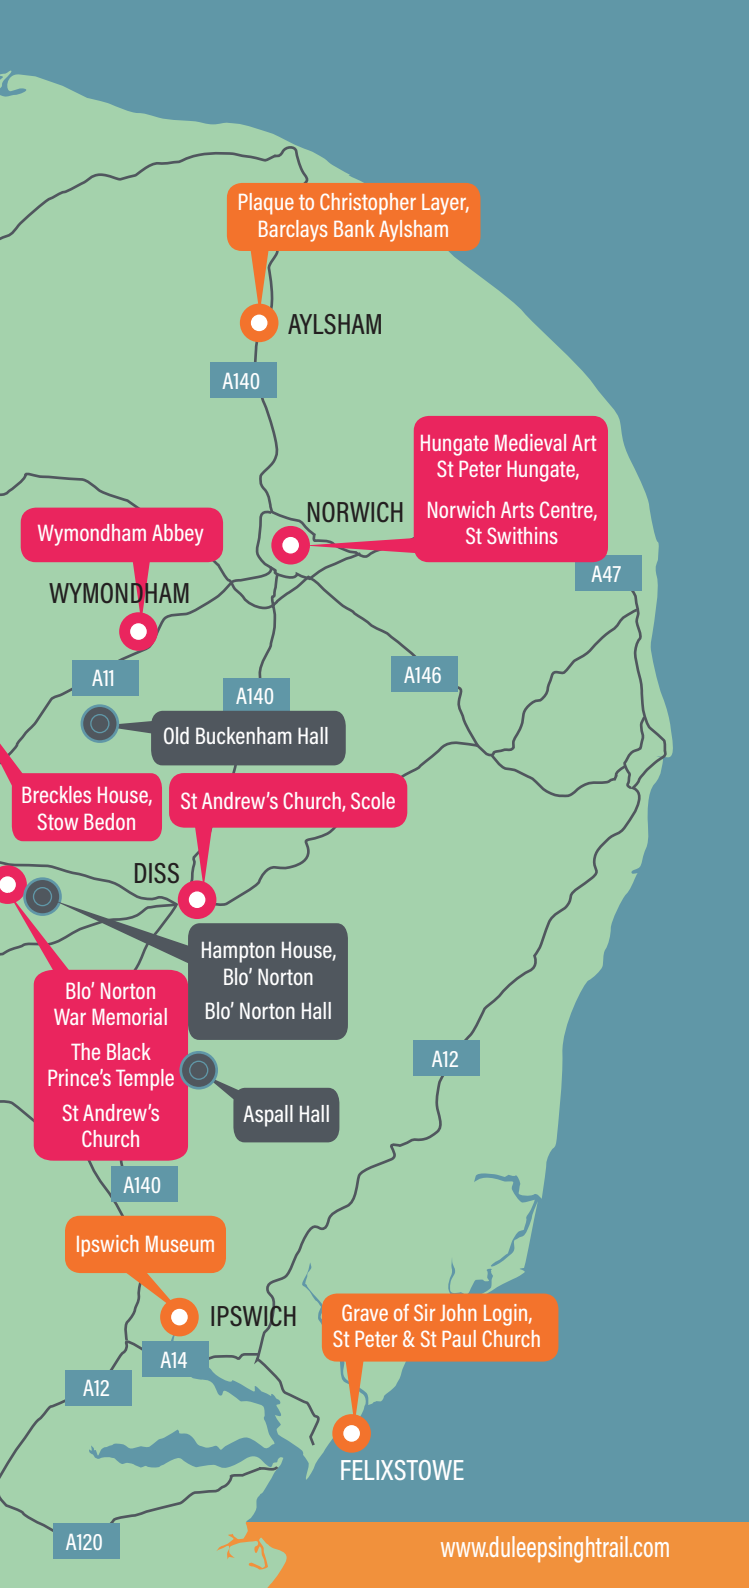 Plaque to Christopher Layer,
Barclays Bank Aylsham
AYLSHAM
A140
Hungate Medieval Art
St Peter Hungate,
Norwich Arts Centre,
St Swithins
NORWICH
Wymondham Abbey
A47
WYMONDHAM
A11
A146
A140
Old Buckenham Hall
Breckles House,
Stow Bedon
St Andrew's Church, Scole
DISS
Hampton House,
Blo' Norton
Blo' Norton Hall
Blo' Norton
War Memorial
The Black
Prince's Temple
St Andrew's
Church
A12
Aspall Hall
A140
Ipswich Museum
IPSWICH
Grave of Sir John Login,
St Peter & St Paul Church
A14
A12
FELIXSTOWE
A120
www.duleepsinghtrail.com